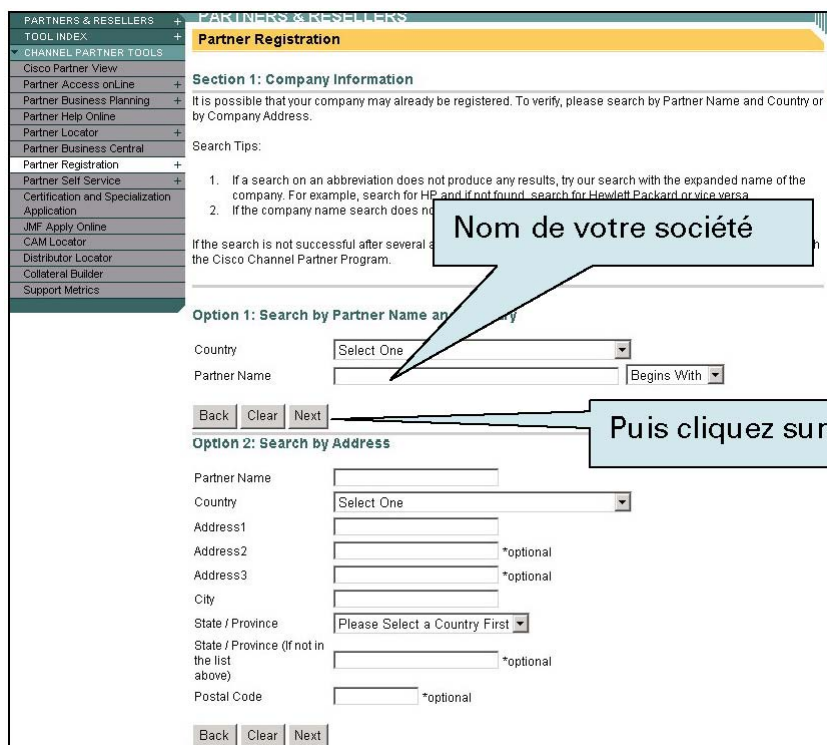 PARTNERS & RESELLERS +
TOOL INDEX +
CHANNEL PARTNER TOOLS
Cisco Partner View
Partner Access onLine +
Partner Business Planning +
Partner Help Online
Partner Locator +
Partner Business Central
Partner Registration +
Partner Self Service +
Certification and Specialization
Application
JMF Apply Online
CAM Locator
Distributor Locator
Collateral Builder
Support Metrics
PARTNERS & RESELLERS
Partner Registration
Section 1: Company Information
It is possible that your company may already be registered. To verify, please search by Partner Name and Country or
by Company Address.
Search Tips:
1. If a search on an abbreviation does not produce any results, try our search with the expanded name of the
company. For example, search for HP and if not found, search for Hewlett Packard or vice versa.
2. If the company name search does no
If the search is not successful after several a
the Cisco Channel Partner Program.
Nom de votre société
Option 1: Search by Partner Name an
Country Select One
Partner Name Begins With
Back Clear Next
Puis cliquez sur
Option 2: Search by Address
Partner Name
Country Select One
Address1
Address2 *optional
Address3 *optional
City
State / Province Please Select a Country First
State / Province (If not in
the list
above) *optional
Postal Code *optional
Back Clear Next